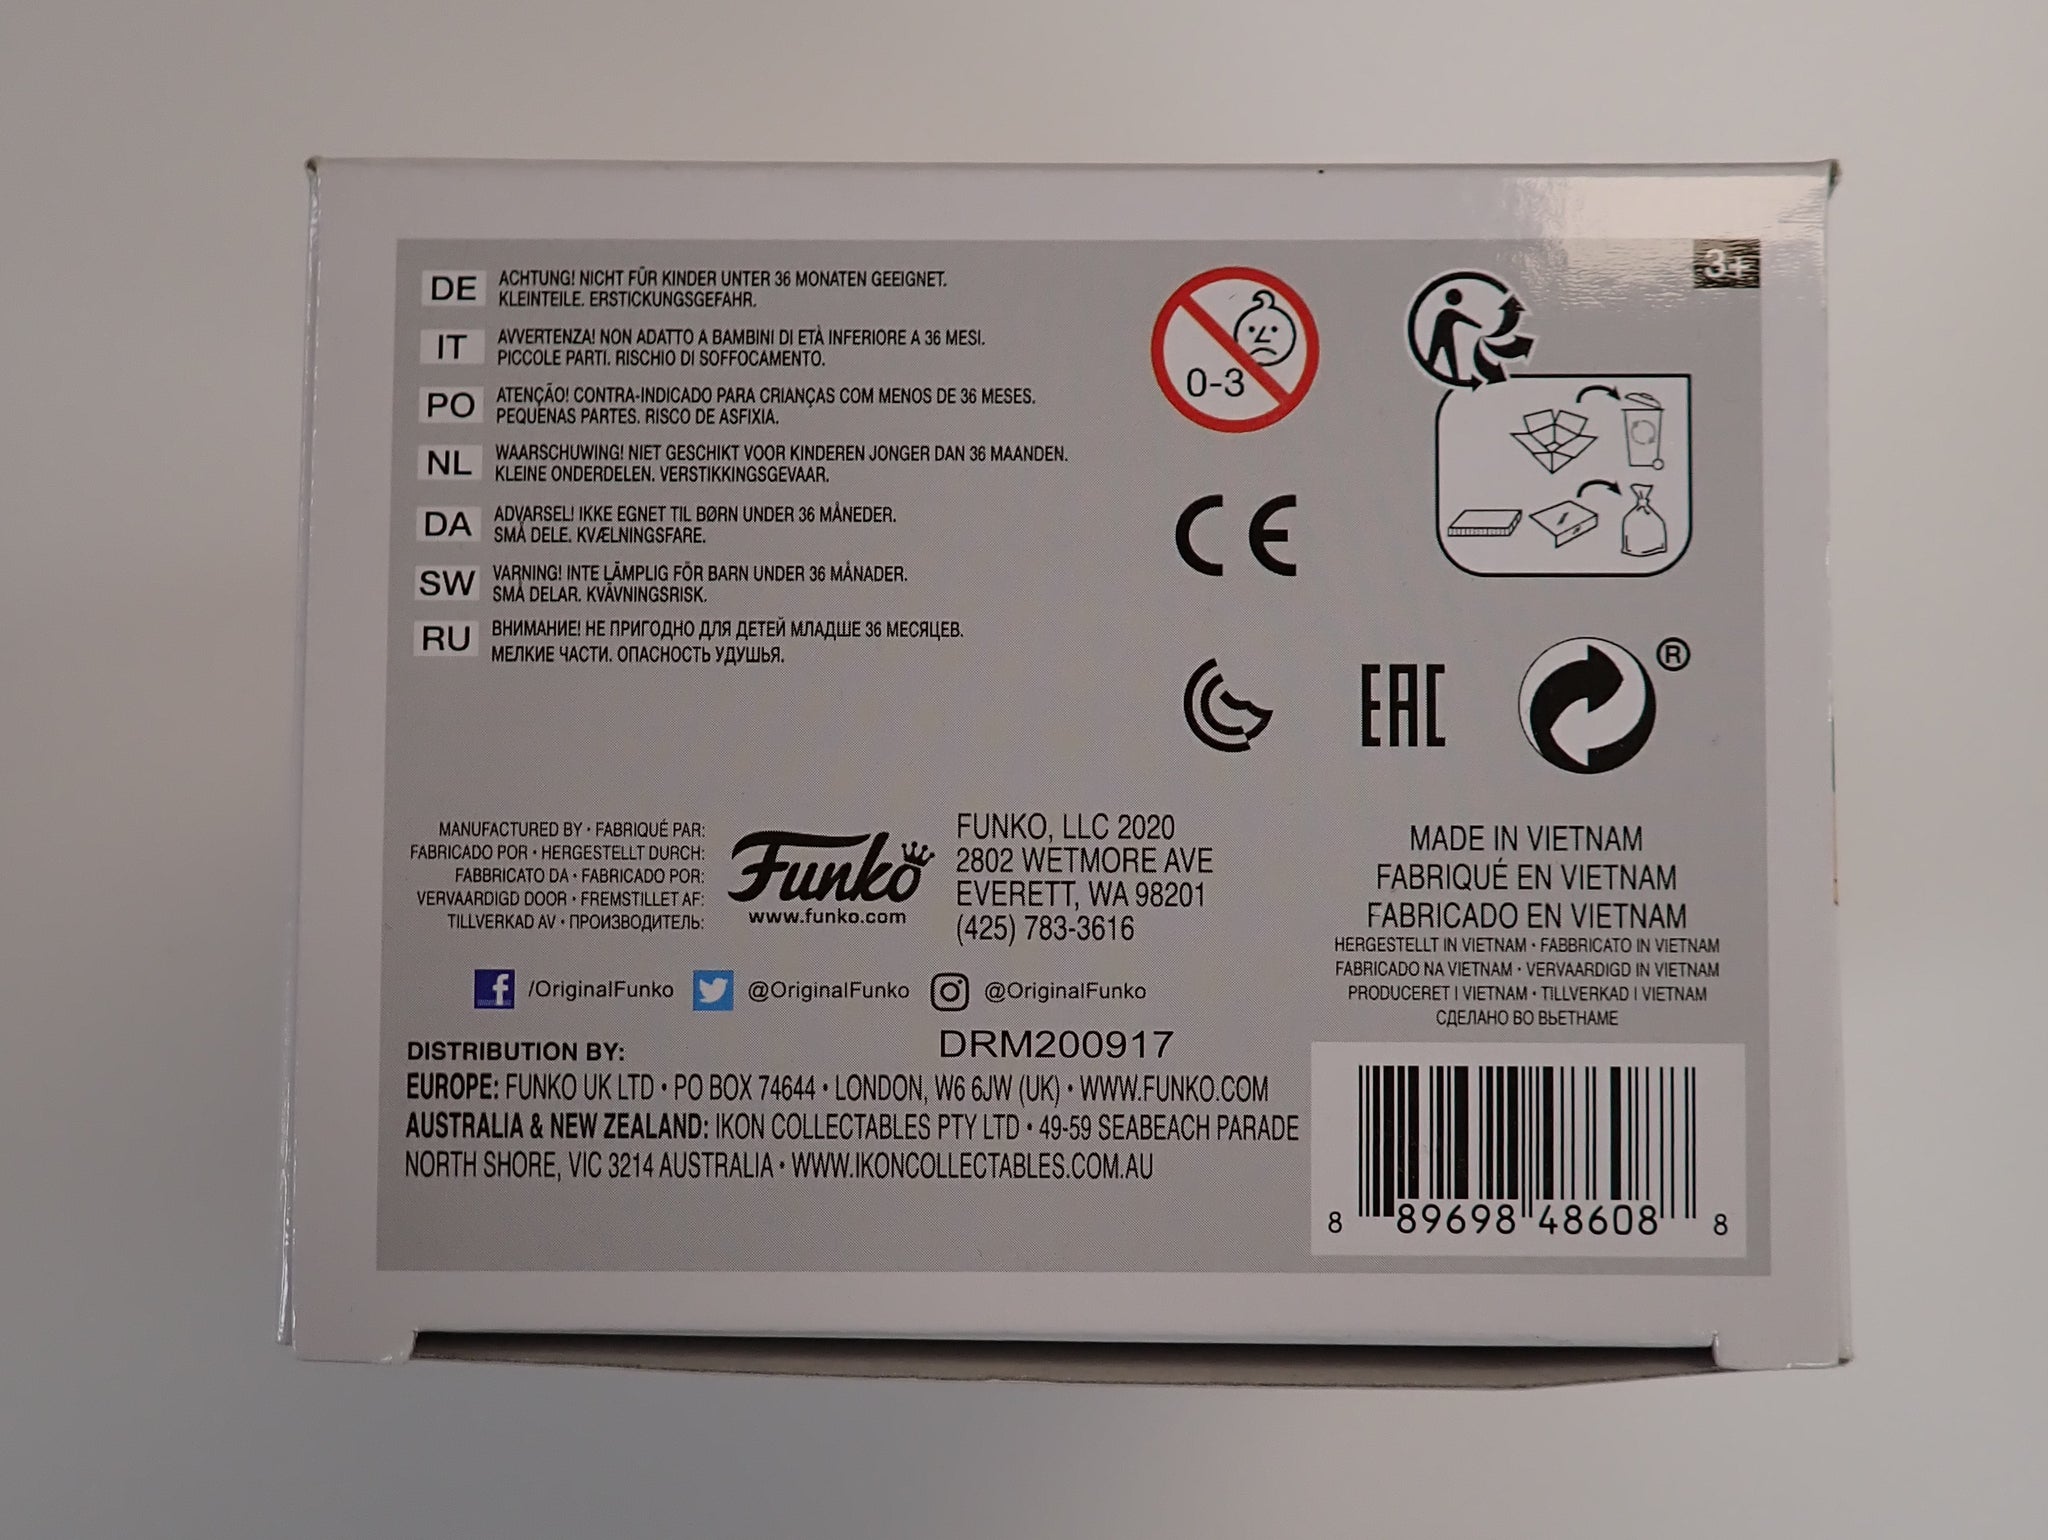 3+
DE
ACHTUNG! NICHT FÜR KINDER UNTER 36 MONATEN GEEIGNET.
KLEINTEILE. ERSTICKUNGSGEFAHR.
IT
AVVERTENZA! NON ADATTO A BAMBINI DI ETÀ INFERIORE A 36 MESI.
PICCOLE PARTI. RISCHIO DI SOFFOCAMENTO.
PO
ATENÇÃO! CONTRA-INDICADO PARA CRIANÇAS COM MENOS DE 36 MESES.
PEQUENAS PARTES. RISCO DE ASFIXIA.
NL
WAARSCHUWING! NIET GESCHIKT VOOR KINDEREN JONGER DAN 36 MAANDEN.
KLEINE ONDERDELEN. VERSTIKKINGSGEVAAR.
DA
ADVARSEL! IKKE EGNET TIL BØRN UNDER 36 MÅNEDER.
SMÅ DELE. KVÆLNINGSFARE.
SW
VARNING! INTE LÄMPLIG FÖR BARN UNDER 36 MÅNADER.
SMÅ DELAR. KVÄVNINGSRISK.
RU
ВНИМАНИЕ! НЕ ПРИГОДНО ДЛЯ ДЕТЕЙ МЛАДШЕ 36 МЕСЯЦЕВ.
МЕЛКИЕ ЧАСТИ. ОПАСНОСТЬ УДУШЬЯ.
0-3
CE
EAC
®
MANUFACTURED BY • FABRIQUÉ PAR:
FABRICADO POR • HERGESTELLT DURCH:
FABBRICATO DA • FABRICADO POR:
VERVAARDIGD DOOR • FREMSTILLET AF:
TILLVERKAD AV • ПРОИЗВОДИТЕЛЬ:
Funko
www.funko.com
FUNKO, LLC 2020
2802 WETMORE AVE
EVERETT, WA 98201
(425) 783-3616
MADE IN VIETNAM
FABRIQUÉ EN VIETNAM
FABRICADO EN VIETNAM
HERGESTELLT IN VIETNAM • FABBRICATO IN VIETNAM
FABRICADO NA VIETNAM • VERVAARDIGD IN VIETNAM
PRODUCERET I VIETNAM • TILLVERKAD I VIETNAM
СДЕЛАНО ВО ВЬЕТНАМЕ
f /OriginalFunko @OriginalFunko @OriginalFunko
DRM200917
DISTRIBUTION BY:
EUROPE: FUNKO UK LTD • PO BOX 74644 • LONDON, W6 6JW (UK) • WWW.FUNKO.COM
AUSTRALIA & NEW ZEALAND: IKON COLLECTABLES PTY LTD • 49-59 SEABEACH PARADE
NORTH SHORE, VIC 3214 AUSTRALIA • WWW.IKONCOLLECTABLES.COM.AU
8 89698 48608 8